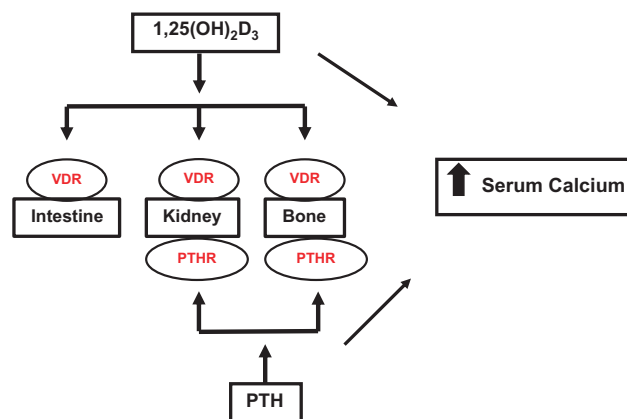 1,25(OH)₂D₃
VDR VDR VDR
Intestine Kidney Bone
PTHR PTHR
Serum Calcium
PTH